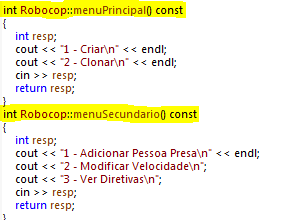 int Robocop::menuPrincipal() const
{
int resp;
cout << "1 - Criar\n" << endl;
cout << "2 - Clonar\n" << endl;
cin >> resp;
return resp;
}
int Robocop::menuSecundario() const
{
int resp;
cout << "1 - Adicionar Pessoa Presa\n" << endl;
cout << "2 - Modificar Velocidade\n";
cout << "3 - Ver Diretivas\n";
cin >> resp;
return resp;
}